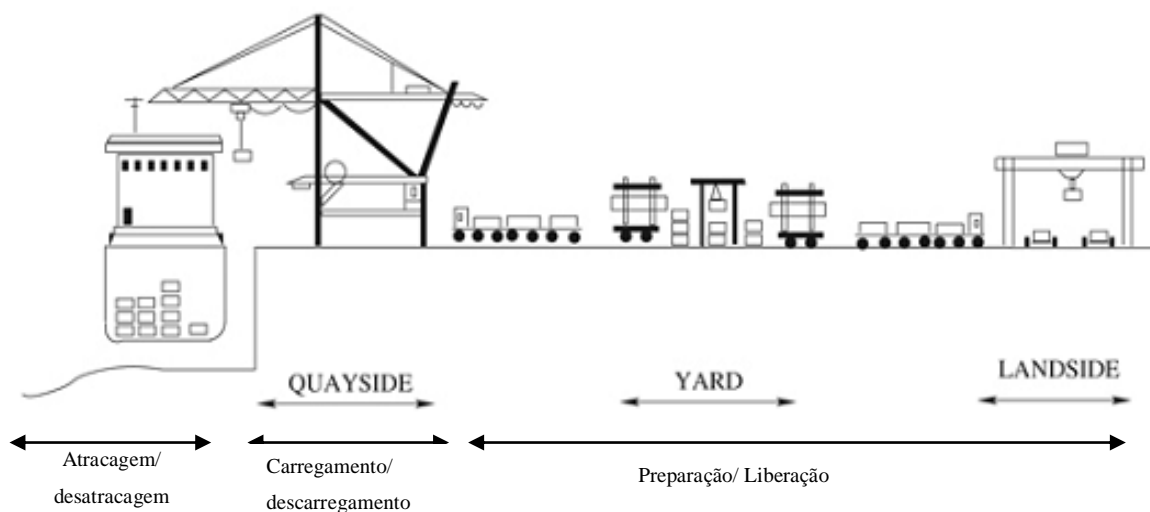 QUAYSIDE
YARD
LANDSIDE
Atracagem/
desatracagem
Carregamento/
descarregamento
Preparação/ Liberação